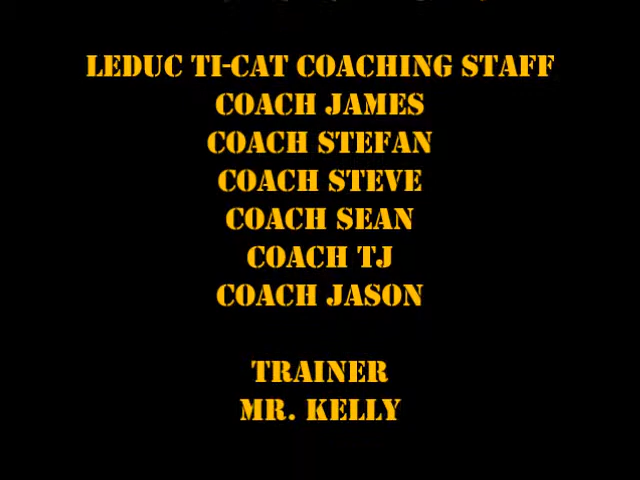 LEDUC TI-CAT COACHING STAFF
COACH JAMES
COACH STEFAN
COACH STEVE
COACH SEAN
COACH TJ
COACH JASON
TRAINER
MR. KELLY